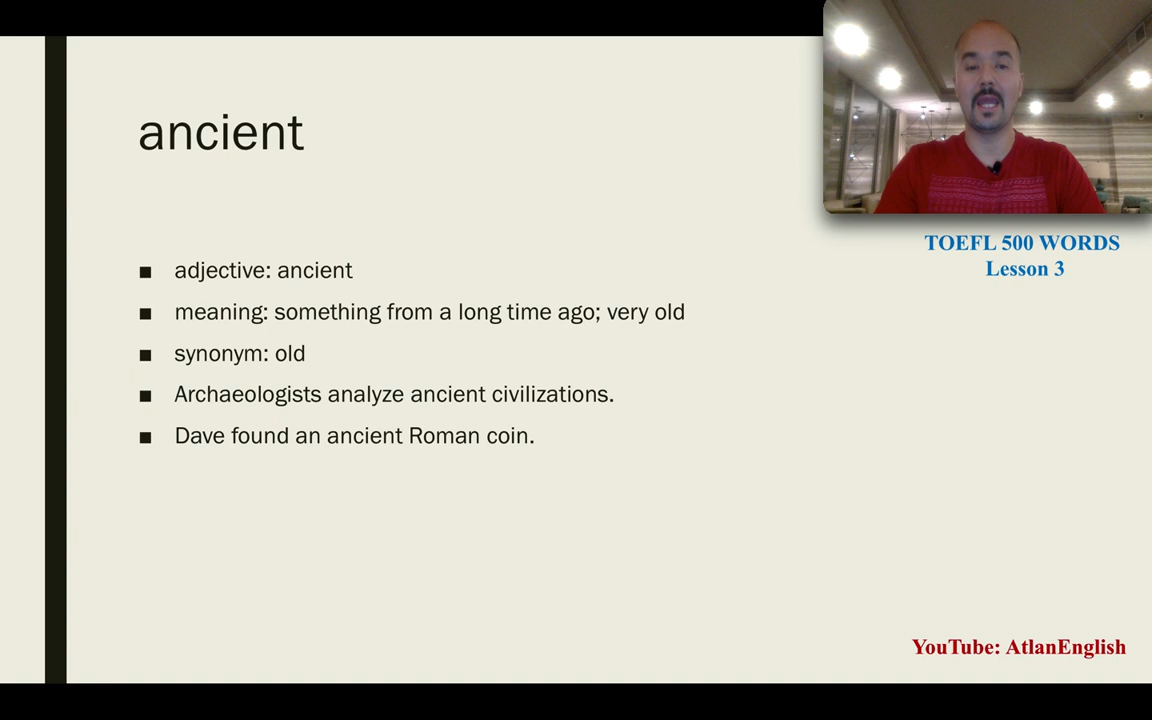 ancient
■ adjective: ancient
■ meaning: something from a long time ago; very old
■ synonym: old
■ Archaeologists analyze ancient civilizations.
■ Dave found an ancient Roman coin.
TOEFL 500 WORDS
Lesson 3
YouTube: AtlanEnglish